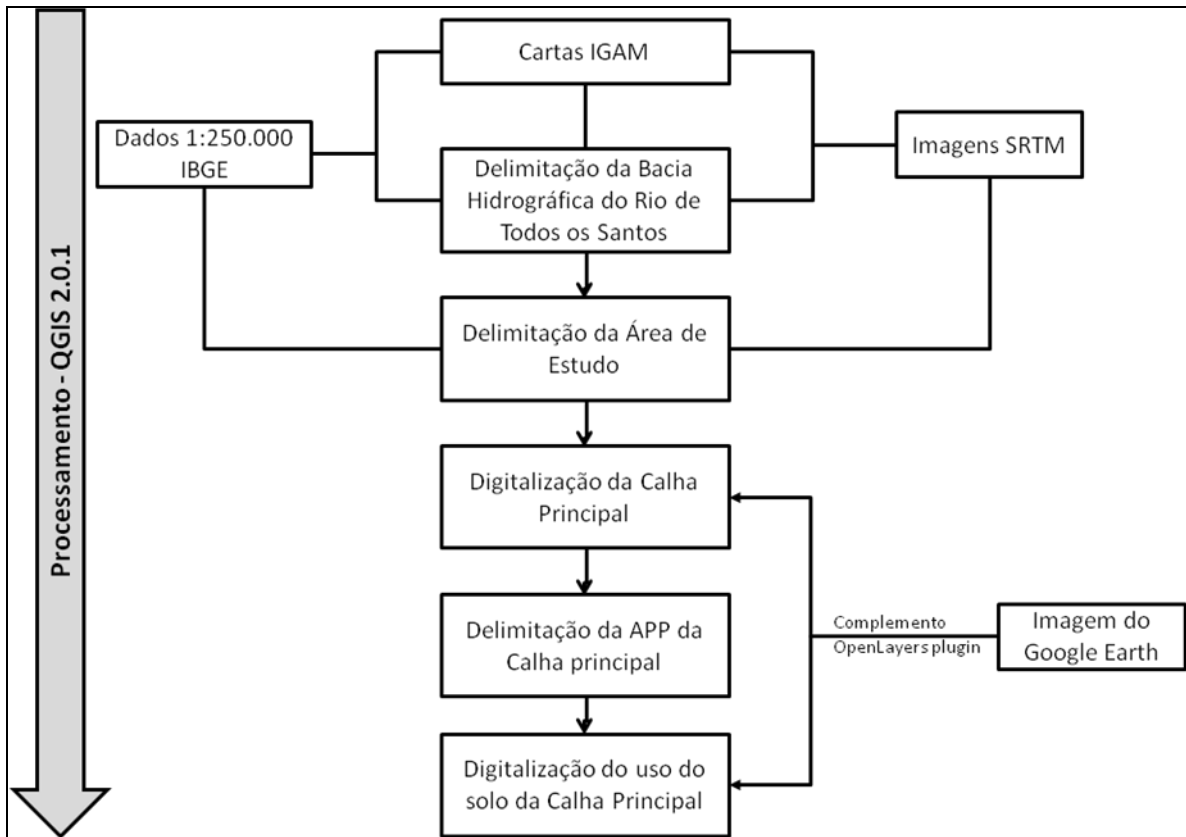 Processamento - QGIS 2.0.1
Cartas IGAM
Dados 1:250.000
IBGE
Imagens SRTM
Delimitação da Bacia
Hidrográfica do Rio de
Todos os Santos
Delimitação da Área de
Estudo
Digitalização da Calha
Principal
Delimitação da APP da
Calha principal
Complemento
OpenLayers plugin
Imagem do
Google Earth
Digitalização do uso do
solo da Calha Principal